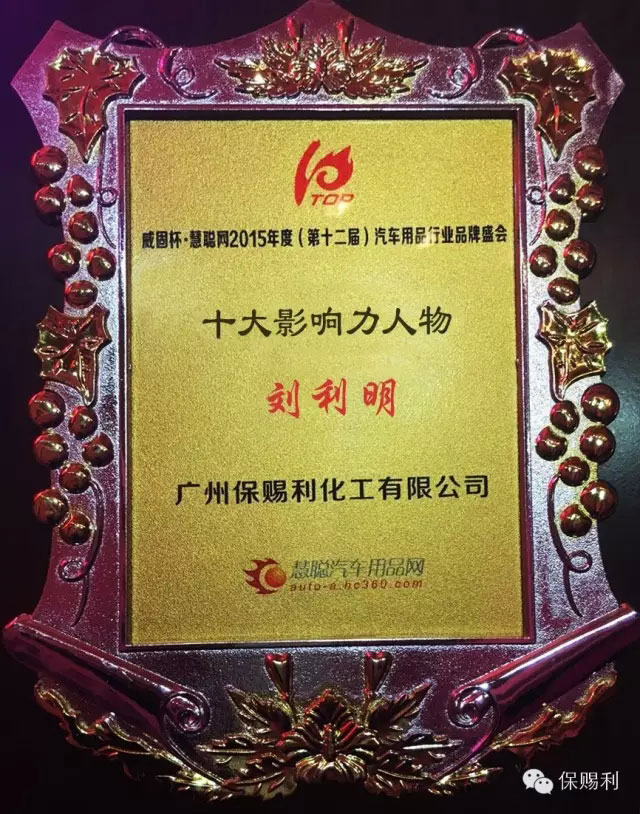 TOP
威固杯·慧聪网2015年度(第十二届)汽车用品行业品牌盛会
十大影响力人物
刘利明
广州保赐利化工有限公司
慧聪汽车用品网
auto-a.hc360.com
保赐利